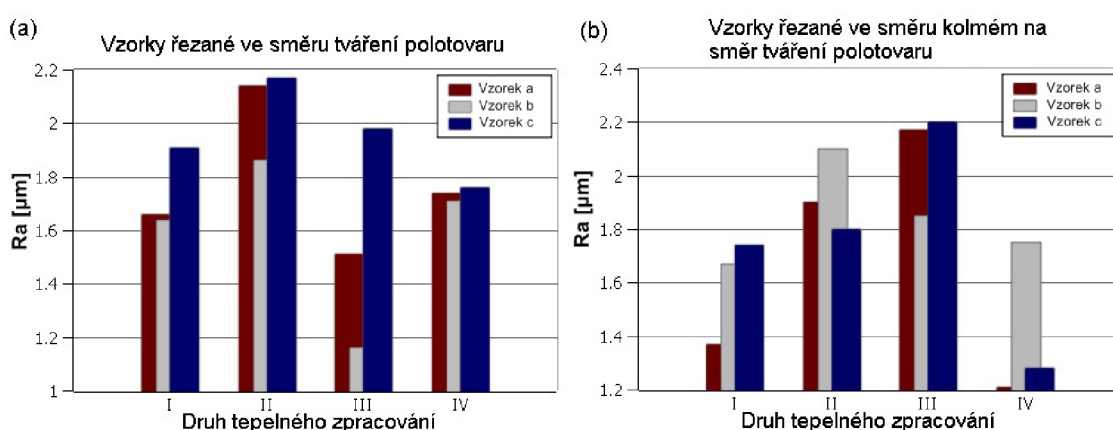 (a)
Vzorky řezané ve směru tváření polotovaru
2.2
2
1.8
1.6
1.4
1.2
1
Ra [µm]
Vzorek a
Vzorek b
Vzorek c
I II III IV
Druh tepelného zpracování
(b)
Vzorky řezané ve směru kolmém na
směr tváření polotovaru
2.4
2.2
2
1.8
1.6
1.4
1.2
Ra [µm]
Vzorek a
Vzorek b
Vzorek c
I II III IV
Druh tepelného zpracování